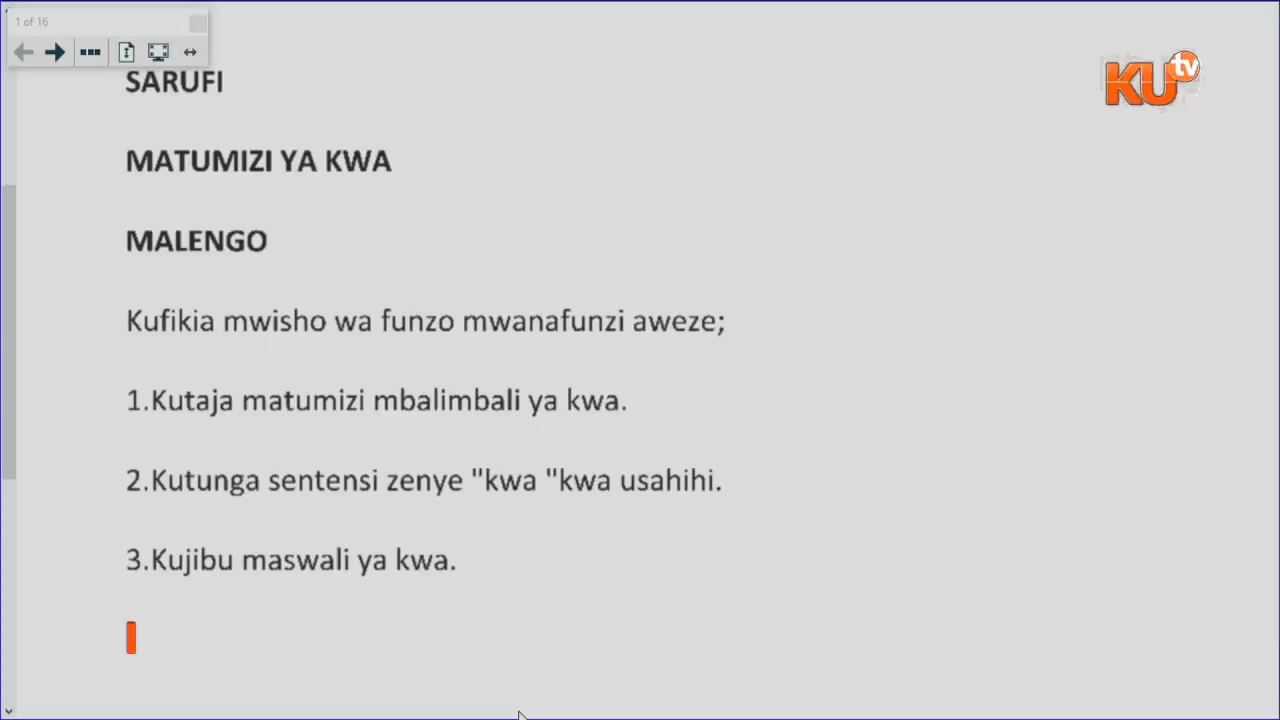 1 of 16
KU tv
SARUFI
MATUMIZI YA KWA
MALENGO
Kufikia mwisho wa funzo mwanafunzi aweze;
1.Kutaja matumizi mbalimbali ya kwa.
2.Kutunga sentensi zenye "kwa "kwa usahihi.
3.Kujibu maswali ya kwa.